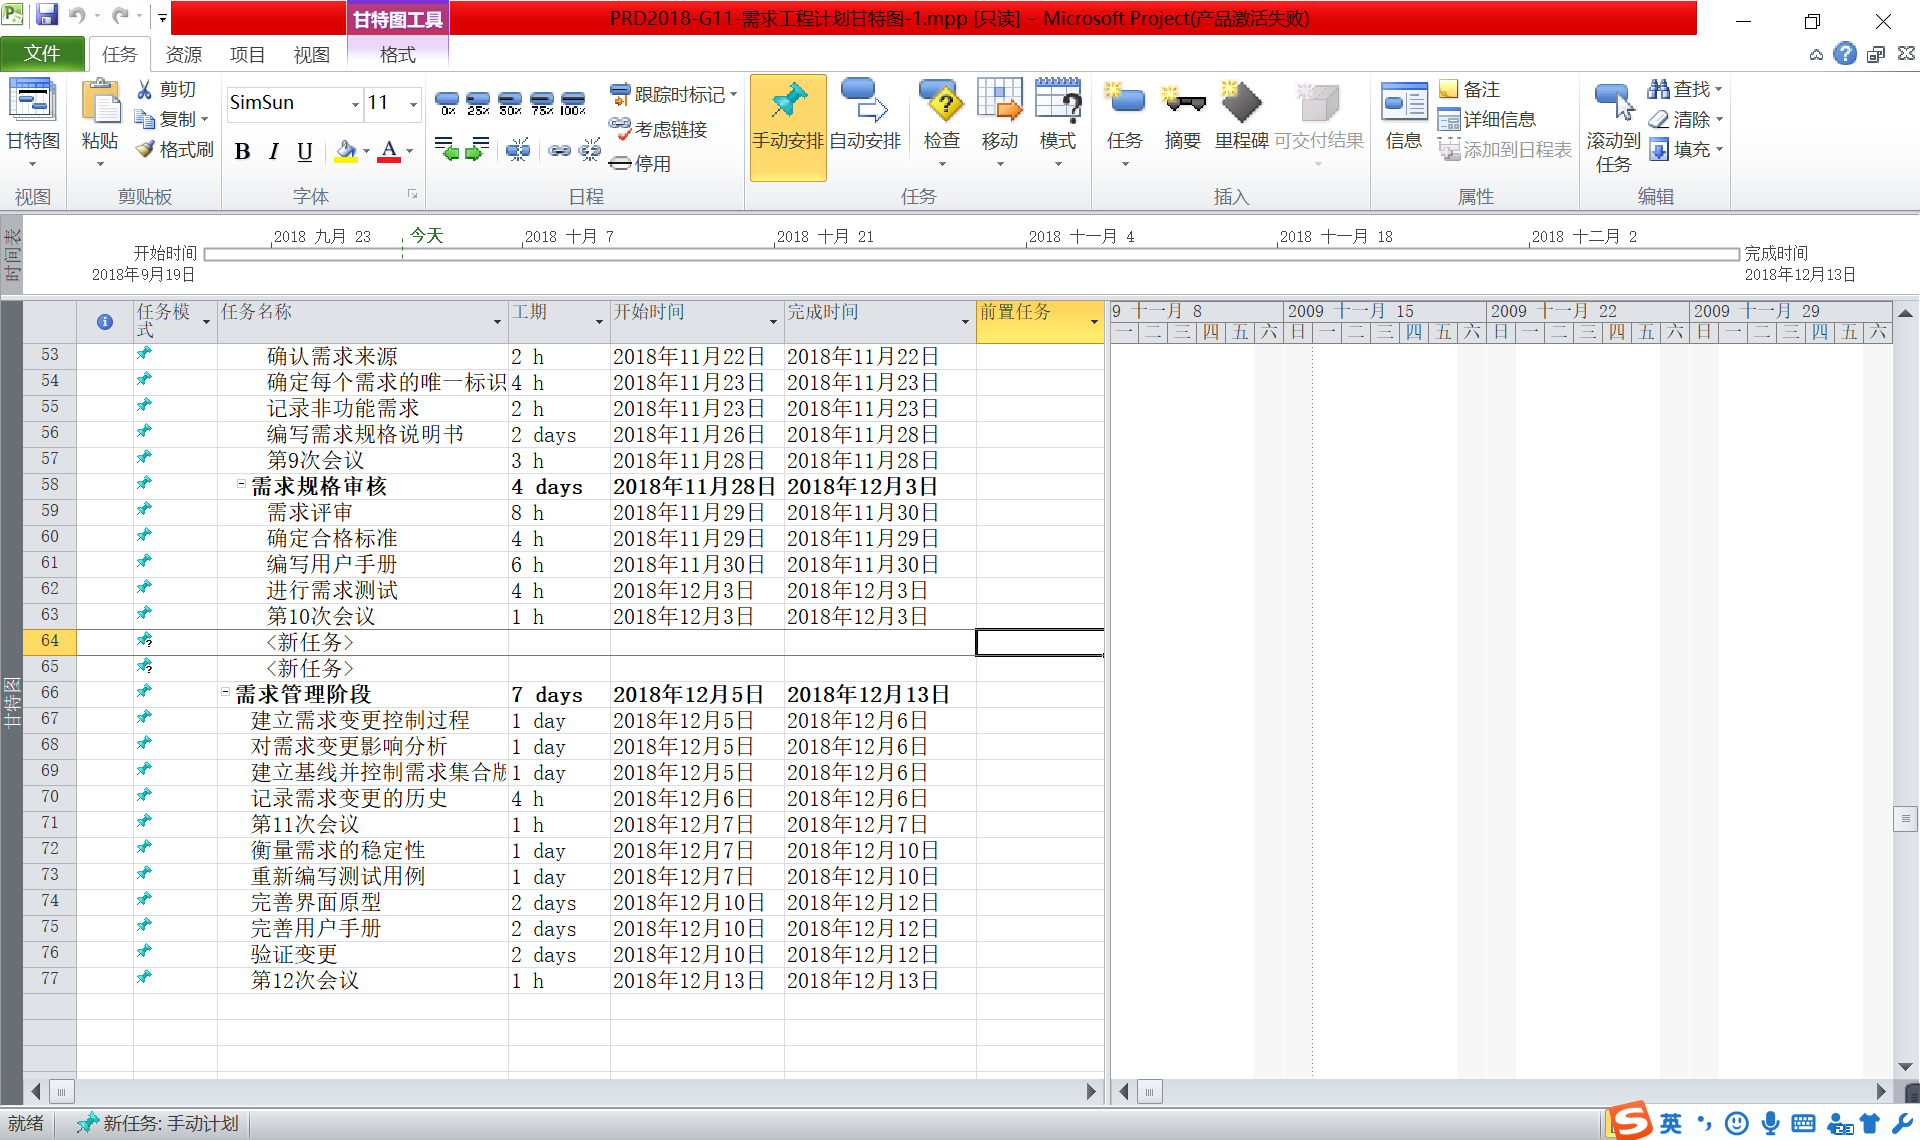 甘特图工具
PRD2018-G11-需求工程计划甘特图-1.mpp [只读] - Microsoft Project(产品激活失败)
文件 任务 资源 项目 视图 格式
甘特图
视图
粘贴
剪切
复制
格式刷
剪贴板
SimSun 11
B I U A
字体
0% 25% 50% 75% 100%
跟踪时标记
考虑链接
停用
日程
手动安排 自动安排 检查 移动 模式
任务
任务 摘要 里程碑 可交付结果
插入
信息
备注
详细信息
添加到日程表
属性
滚动到任务
查找
清除
填充
编辑
时间表
开始时间
2018年9月19日
2018 九月 23 今天 2018 十月 7 2018 十月 21 2018 十一月 4 2018 十一月 18 2018 十二月 2
完成时间
2018年12月13日
甘特图
任务模式 任务名称 工期 开始时间 完成时间 前置任务
9 十一月 8 2009 十一月 15 2009 十一月 22 2009 十一月 29
一 二 三 四 五 六 日 一 二 三 四 五 六 日 一 二 三 四 五 六 日 一 二 三 四 五 六
53 确认需求来源 2 h 2018年11月22日 2018年11月22日
54 确定每个需求的唯一标识 4 h 2018年11月23日 2018年11月23日
55 记录非功能需求 2 h 2018年11月23日 2018年11月23日
56 编写需求规格说明书 2 days 2018年11月26日 2018年11月28日
57 第9次会议 3 h 2018年11月28日 2018年11月28日
58 需求规格审核 4 days 2018年11月28日 2018年12月3日
59 需求评审 8 h 2018年11月29日 2018年11月30日
60 确定合格标准 4 h 2018年11月29日 2018年11月29日
61 编写用户手册 6 h 2018年11月30日 2018年11月30日
62 进行需求测试 4 h 2018年12月3日 2018年12月3日
63 第10次会议 1 h 2018年12月3日 2018年12月3日
64 <新任务>
65 <新任务>
66 需求管理阶段 7 days 2018年12月5日 2018年12月13日
67 建立需求变更控制过程 1 day 2018年12月5日 2018年12月6日
68 对需求变更影响分析 1 day 2018年12月5日 2018年12月6日
69 建立基线并控制需求集合版 1 day 2018年12月5日 2018年12月6日
70 记录需求变更的历史 4 h 2018年12月6日 2018年12月6日
71 第11次会议 1 h 2018年12月7日 2018年12月7日
72 衡量需求的稳定性 1 day 2018年12月7日 2018年12月10日
73 重新编写测试用例 1 day 2018年12月7日 2018年12月10日
74 完善界面原型 2 days 2018年12月10日 2018年12月12日
75 完善用户手册 2 days 2018年12月10日 2018年12月12日
76 验证变更 2 days 2018年12月10日 2018年12月12日
77 第12次会议 1 h 2018年12月13日 2018年12月13日
就绪 新任务: 手动计划
英